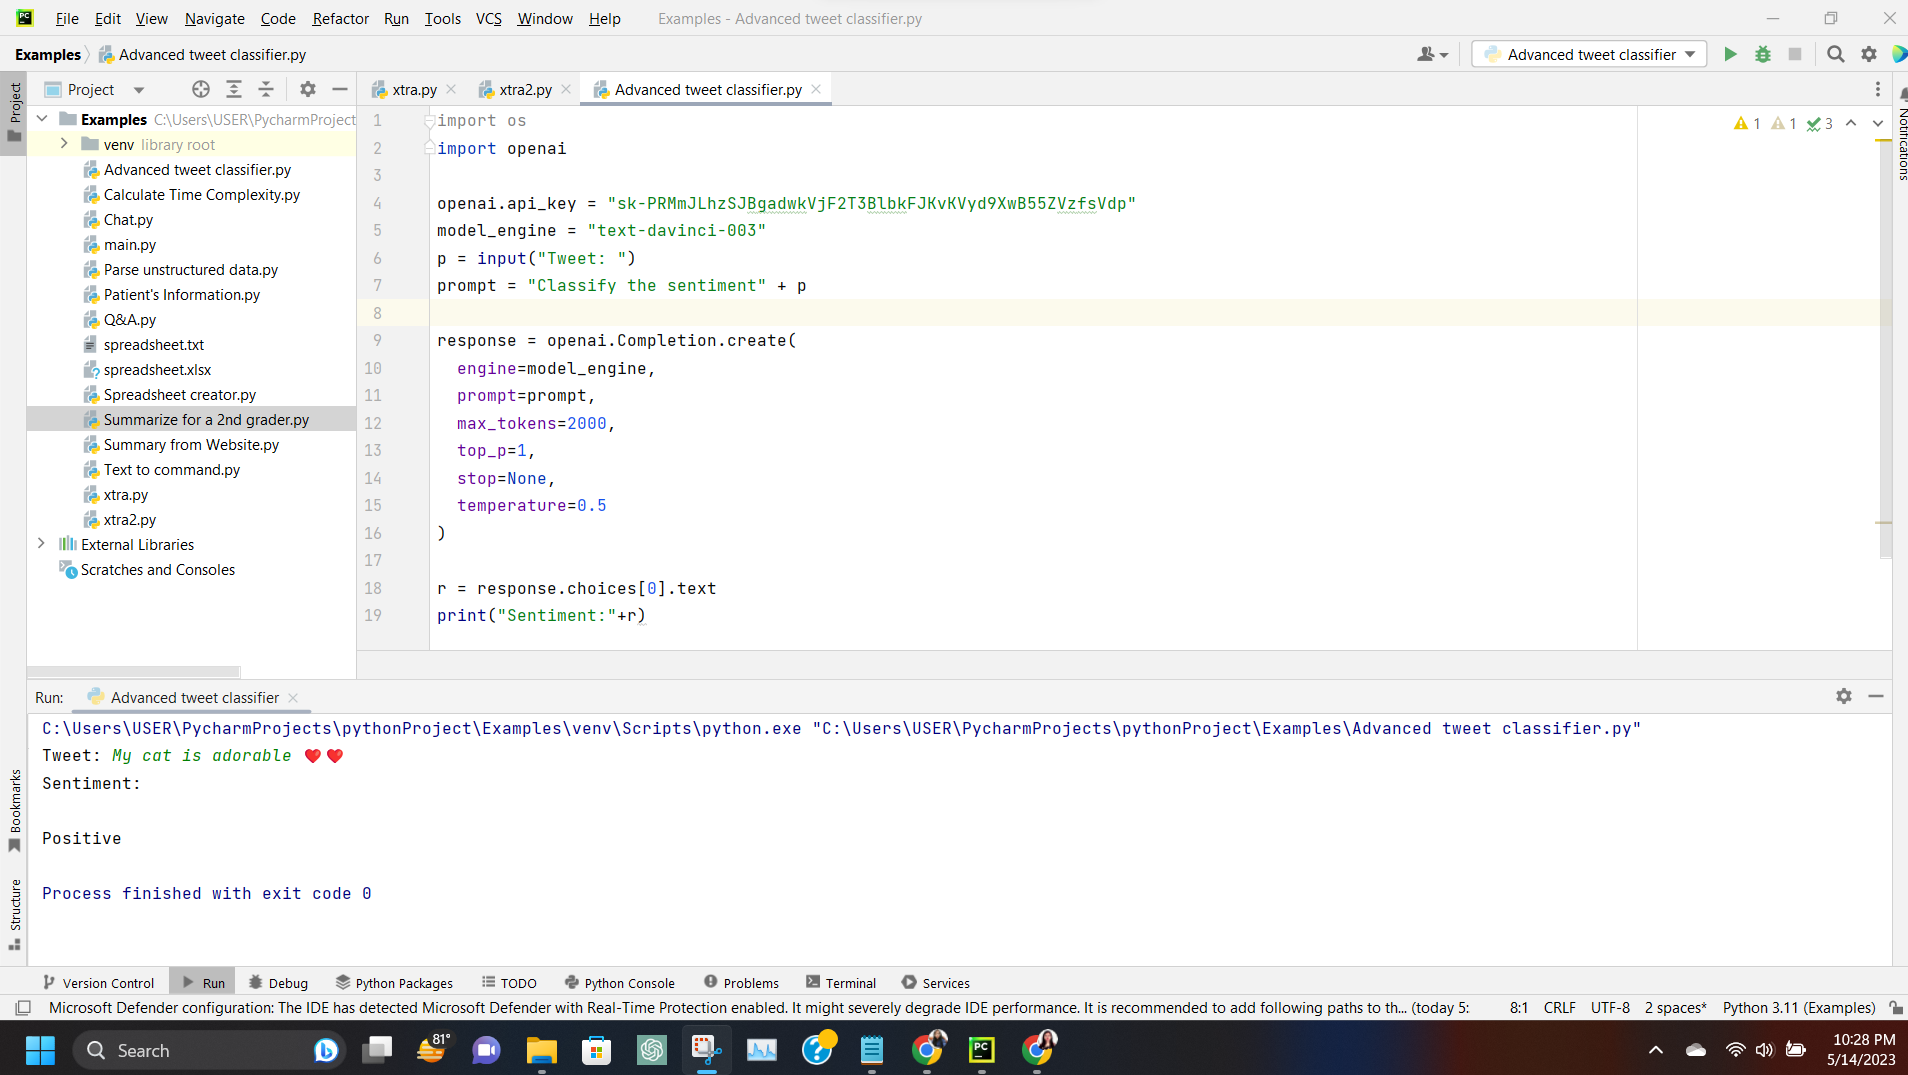 File Edit View Navigate Code Refactor Run Tools VCS Window Help Examples - Advanced tweet classifier.py
Examples Advanced tweet classifier.py
Advanced tweet classifier
Project
Project
xtra.py
xtra2.py
Advanced tweet classifier.py
Notifications
Examples C:\Users\USER\PycharmProject
venv library root
Advanced tweet classifier.py
Calculate Time Complexity.py
Chat.py
main.py
Parse unstructured data.py
Patient's Information.py
Q&A.py
spreadsheet.txt
spreadsheet.xlsx
Spreadsheet creator.py
Summarize for a 2nd grader.py
Summary from Website.py
Text to command.py
xtra.py
xtra2.py
External Libraries
Scratches and Consoles
1 1 3
1 import os
2 import openai
3
4 openai.api_key = "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"
5 model_engine = "text-davinci-003"
6 p = input("Tweet: ")
7 prompt = "Classify the sentiment" + p
8
9 response = openai.Completion.create(
10 engine=model_engine,
11 prompt=prompt,
12 max_tokens=2000,
13 top_p=1,
14 stop=None,
15 temperature=0.5
16 )
17
18 r = response.choices[0].text
19 print("Sentiment:"+r)
Run: Advanced tweet classifier
C:\Users\USER\PycharmProjects\pythonProject\Examples\venv\Scripts\python.exe "C:\Users\USER\PycharmProjects\pythonProject\Examples\Advanced tweet classifier.py"
Tweet: My cat is adorable ❤️❤️
Sentiment:
Positive
Process finished with exit code 0
Bookmarks
Structure
Version Control Run Debug Python Packages TODO Python Console Problems Terminal Services
Microsoft Defender configuration: The IDE has detected Microsoft Defender with Real-Time Protection enabled. It might severely degrade IDE performance. It is recommended to add following paths to th... (today 5: 8:1 CRLF UTF-8 2 spaces* Python 3.11 (Examples)
Search
81°
PC
10:28 PM
5/14/2023